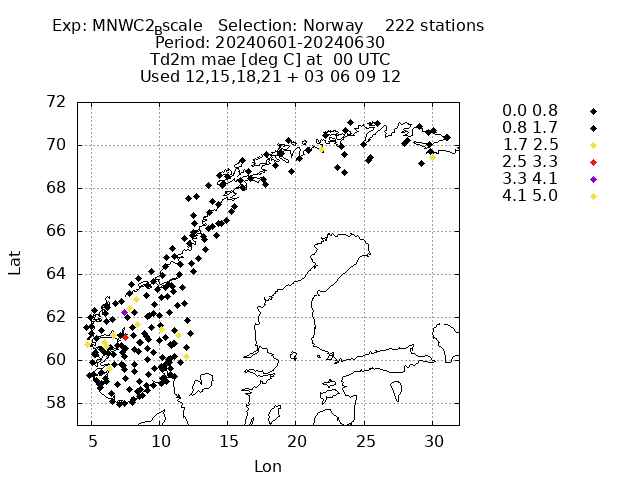 Exp: MNWC2_Bscale   Selection: Norway    222 stations
Period: 20240601-20240630
Td2m mae [deg C] at  00 UTC
Used 12,15,18,21 + 03 06 09 12
0.0 0.8
0.8 1.7
1.7 2.5
2.5 3.3
3.3 4.1
4.1 5.0
72
70
68
66
64
62
60
58
Lat
5 10 15 20 25 30
Lon